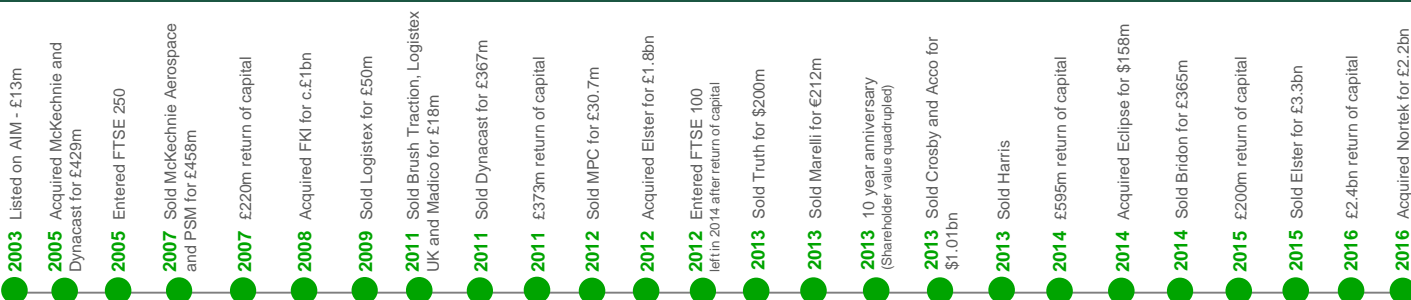 2003 Listed on AIM - £13m
2005 Acquired McKechnie and
Dynacast for £429m
2005 Entered FTSE 250
2007 Sold McKechnie Aerospace
and PSM for £458m
2007 £220m return of capital
2008 Acquired FKI for c.£1bn
2009 Sold Logistex for £50m
2011 Sold Brush Traction, Logistex
UK and Madico for £18m
2011 Sold Dynacast for £367m
2011 £373m return of capital
2012 Sold MPC for £30.7m
2012 Acquired Elster for £1.8bn
2012 Entered FTSE 100
left in 2014 after return of capital
2013 Sold Truth for $200m
2013 Sold Marelli for €212m
2013 10 year anniversary
(Shareholder value quadrupled)
2013 Sold Crosby and Acco for
$1.01bn
2013 Sold Harris
2014 £595m return of capital
2014 Acquired Eclipse for $158m
2014 Sold Bridon for £365m
2015 £200m return of capital
2015 Sold Elster for £3.3bn
2016 £2.4bn return of capital
2016 Acquired Nortek for £2.2bn